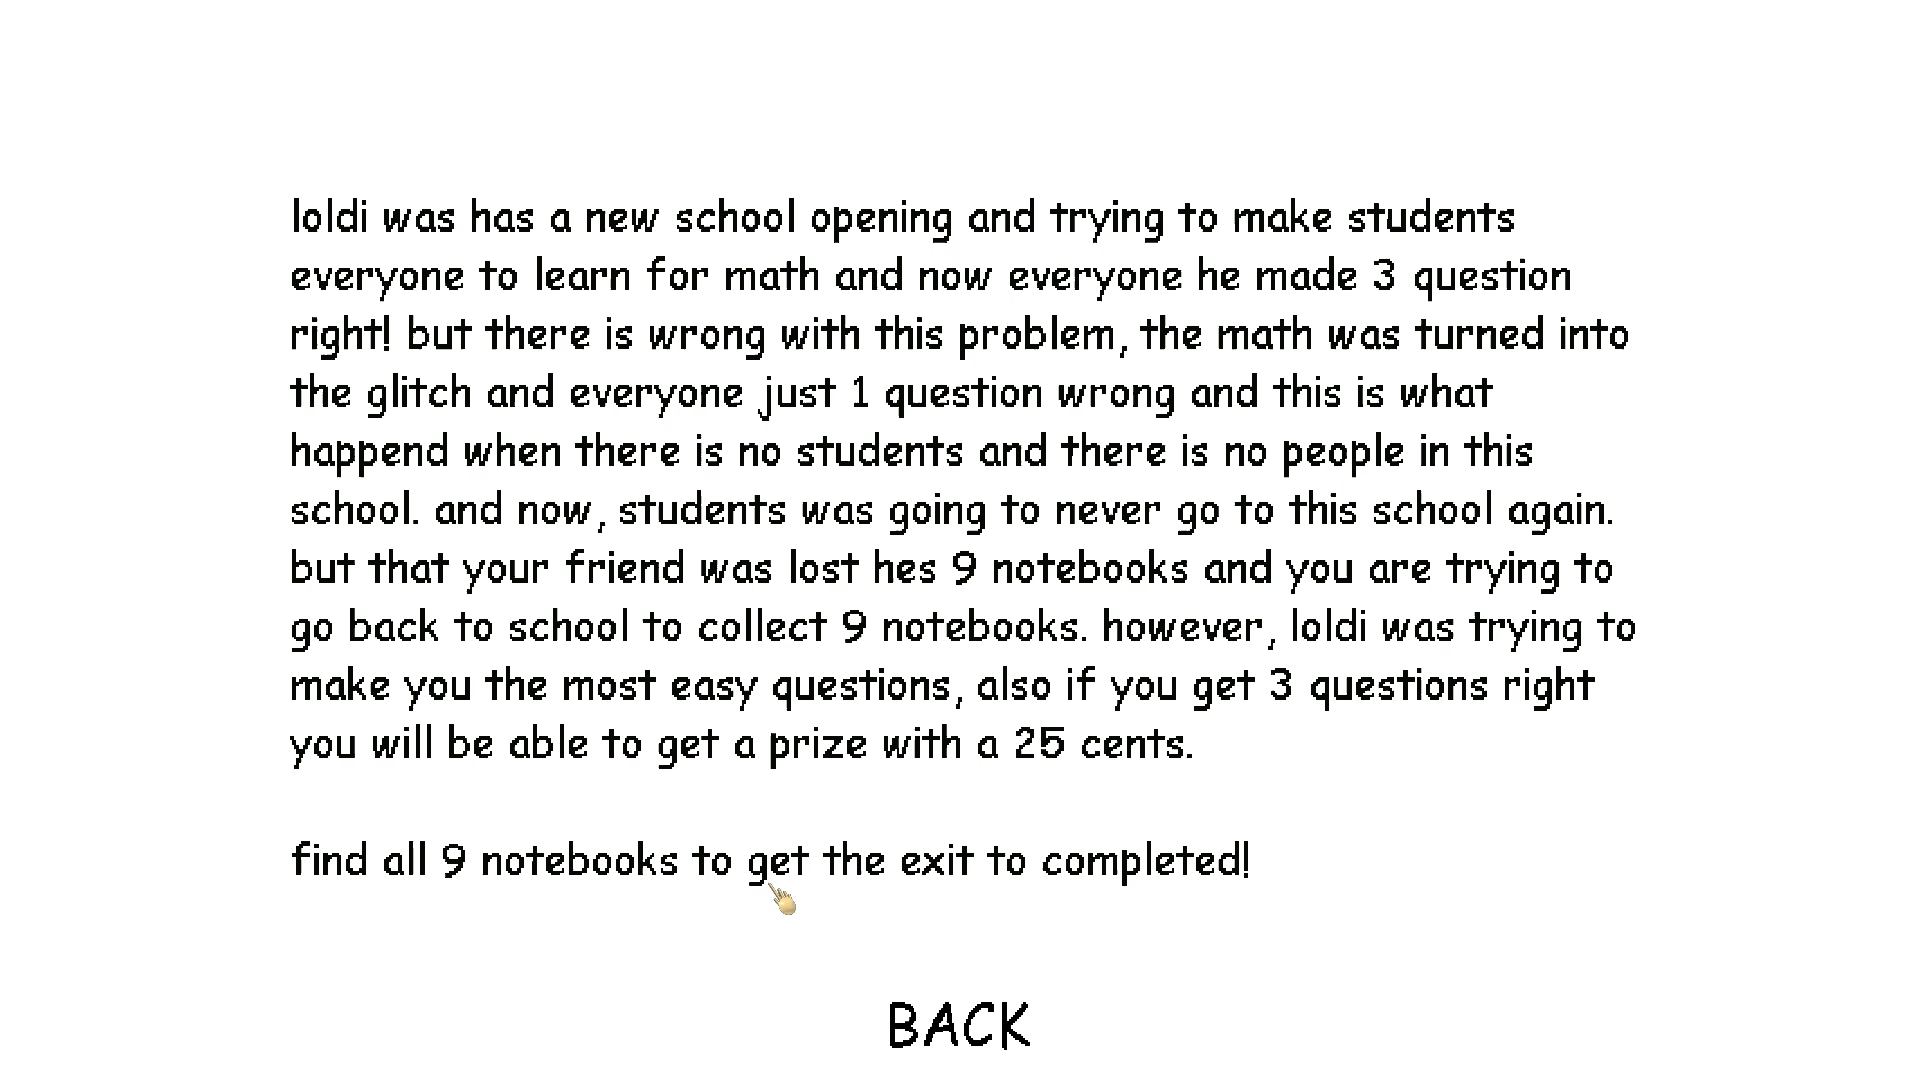 loldi was has a new school opening and trying to make students
everyone to learn for math and now everyone he made 3 question
right! but there is wrong with this problem, the math was turned into
the glitch and everyone just 1 question wrong and this is what
happend when there is no students and there is no people in this
school. and now, students was going to never go to this school again.
but that your friend was lost hes 9 notebooks and you are trying to
go back to school to collect 9 notebooks. however, loldi was trying to
make you the most easy questions, also if you get 3 questions right
you will be able to get a prize with a 25 cents.
find all 9 notebooks to get the exit to completed!
BACK